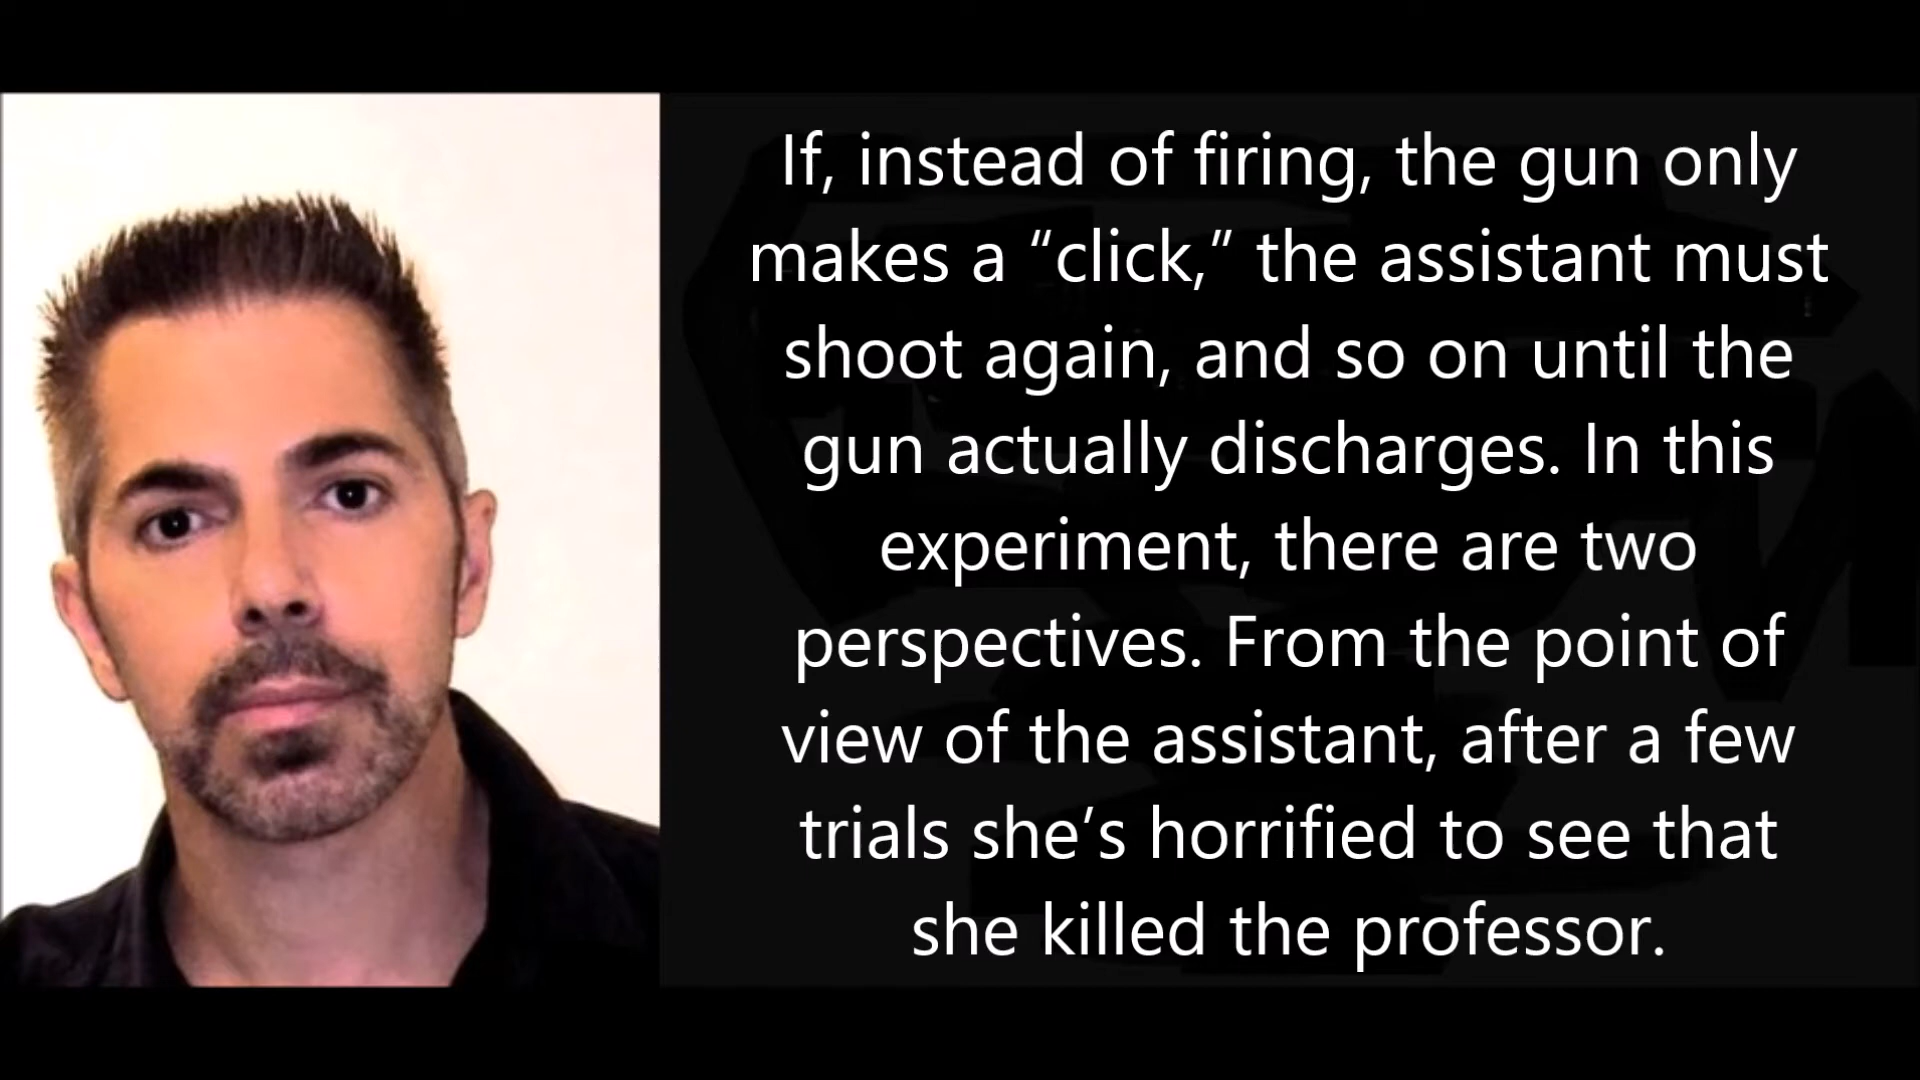 If, instead of firing, the gun only
makes a “click,” the assistant must
shoot again, and so on until the
gun actually discharges. In this
experiment, there are two
perspectives. From the point of
view of the assistant, after a few
trials she’s horrified to see that
she killed the professor.